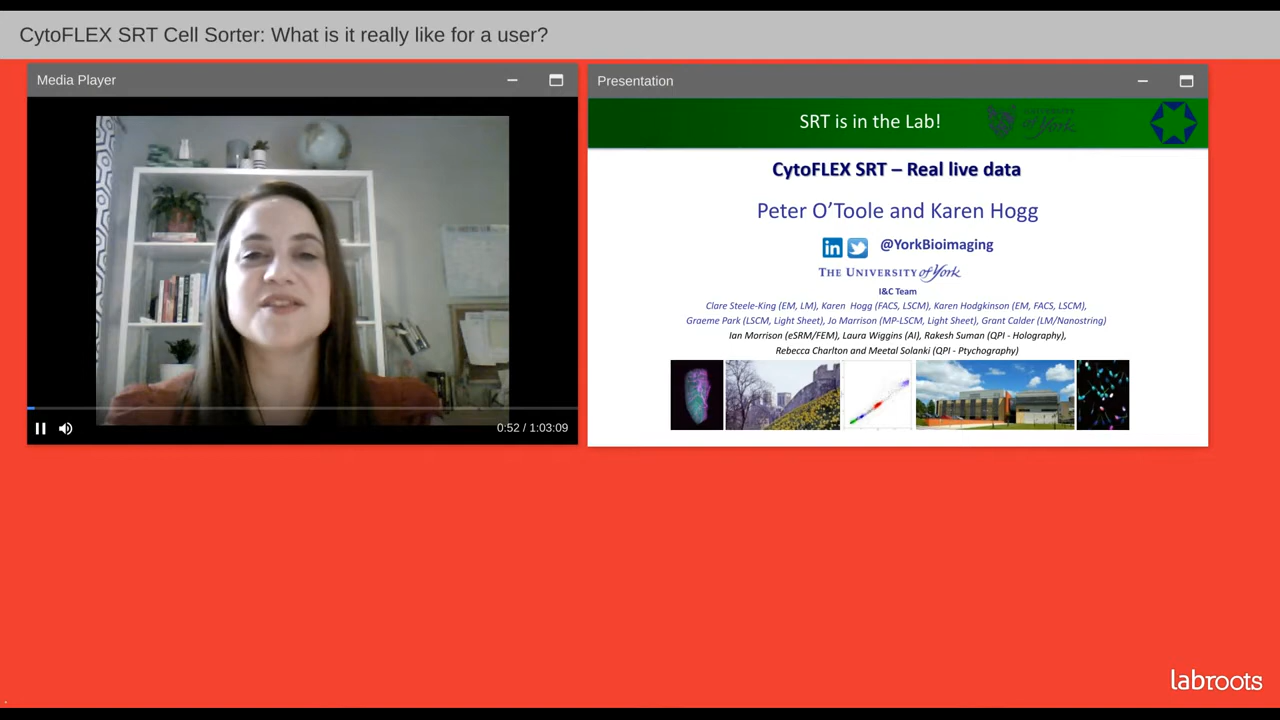 CytoFLEX SRT Cell Sorter: What is it really like for a user?
Media Player
0:52 / 1:03:09
Presentation
SRT is in the Lab!
UNIVERSITY
of York
CytoFLEX SRT – Real live data
Peter O'Toole and Karen Hogg
in @YorkBioimaging
THE UNIVERSITY of York
I&C Team
Clare Steele-King (EM, LM), Karen Hogg (FACS, LSCM), Karen Hodgkinson (EM, FACS, LSCM),
Graeme Park (LSCM, Light Sheet), Jo Marrison (MP-LSCM, Light Sheet), Grant Calder (LM/Nanostring)
Ian Morrison (eSRM/FEM), Laura Wiggins (AI), Rakesh Suman (QPI - Holography),
Rebecca Charlton and Meetal Solanki (QPI - Ptychography)
labroots